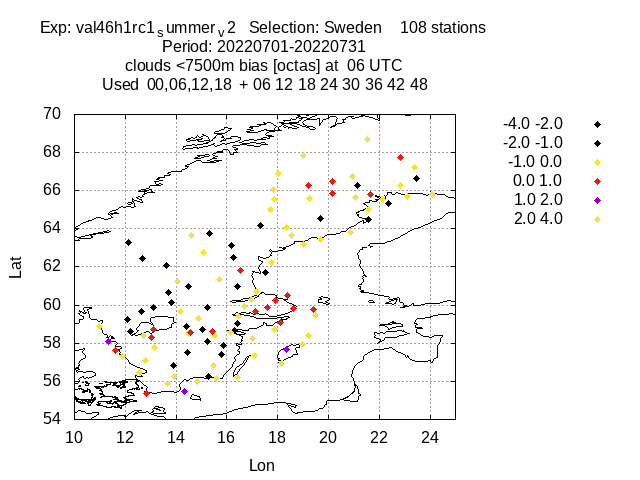 Exp: val46h1rc1summerv2 Selection: Sweden 108 stations
Period: 20220701-20220731
clouds <7500m bias [octas] at 06 UTC
Used 00,06,12,18 + 06 12 18 24 30 36 42 48
70
68
66
64
62
60
58
56
54
Lat
10 12 14 16 18 20 22 24
Lon
-4.0 -2.0
-2.0 -1.0
-1.0 0.0
0.0 1.0
1.0 2.0
2.0 4.0